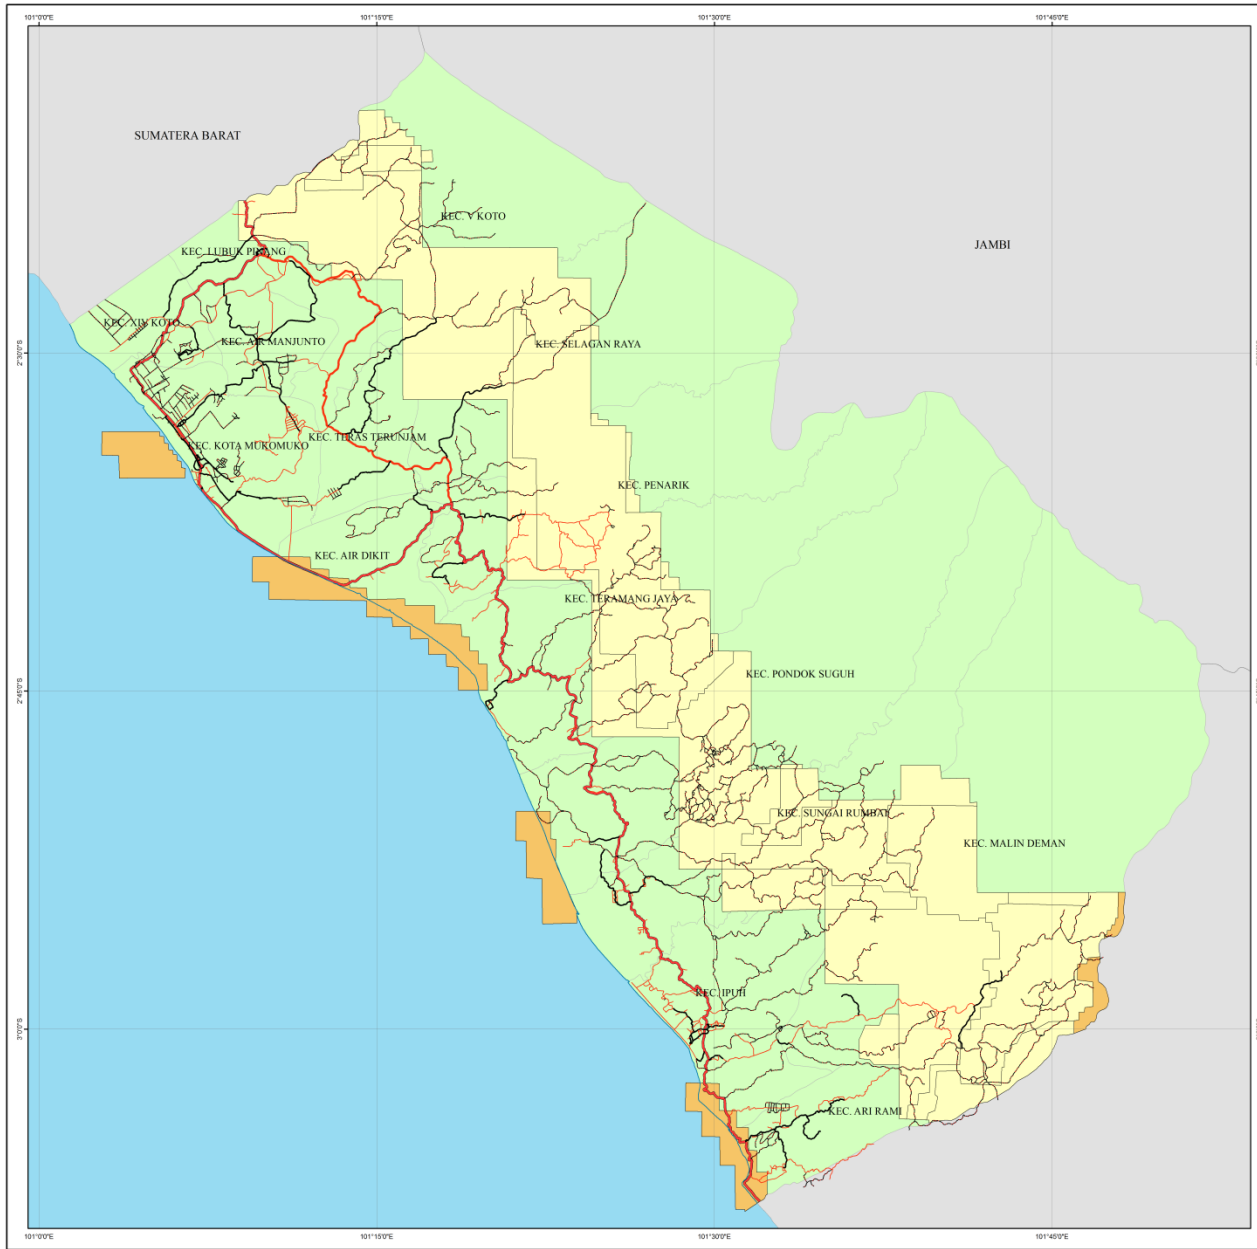 101°0'0"E 101°15'0"E 101°30'0"E 101°45'0"E
SUMATERA BARAT
KEC. V KOTO
JAMBI
KEC. LUBUK PINANG
KEC. XIV KOTO
KEC. AIR MANJUNTO
KEC. SELAGAN RAYA
2°30'0"S
KEC. TERAS TERUNJAM
KEC. KOTA MUKOMUKO
KEC. PENARIK
KEC. AIR DIKIT
KEC. TERAMANG JAYA
KEC. PONDOK SUGUH
2°45'0"S
KEC. SUNGAI RUMBAI
KEC. MALIN DEMAN
KEC. IPUH
3°0'0"S
KEC. ARI RAMI
101°0'0"E 101°15'0"E 101°30'0"E 101°45'0"E